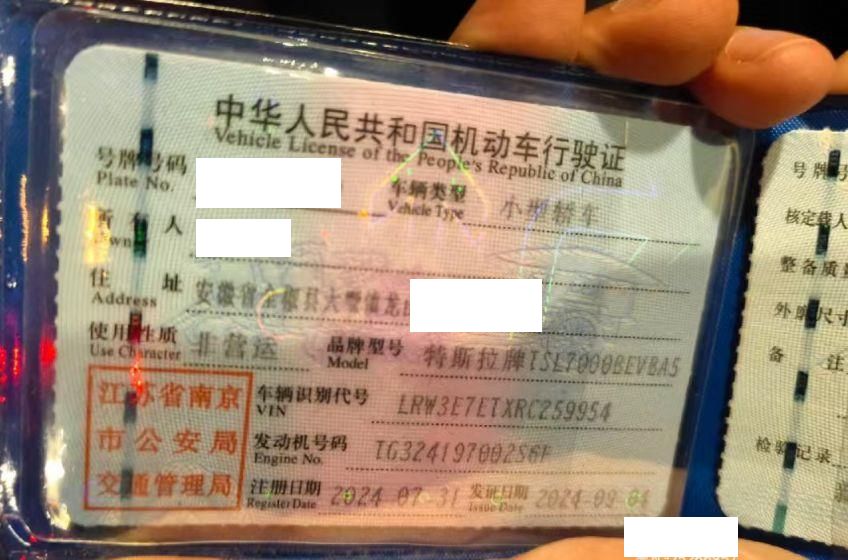 中华人民共和国机动车行驶证
Vehicle License of the People's Republic of China
号牌号码
Plate No.
车辆类型 小型轿车
Vehicle Type
所有人
住址 安徽省
Address
使用性质 非营运
Use Character
品牌型号 特斯拉牌TSL7000BEVBA5
Model
江苏省南京
市公安局
交通管理局
车辆识别代号 LRW3E7ETXRC259954
VIN
发动机号码 TG324197002S6F
Engine No.
注册日期 2024-07-31
Register Date
发证日期 2024-09-04
Issue Date
号牌号
核定载人
整备质量
外廓尺寸
备 注
检验记录